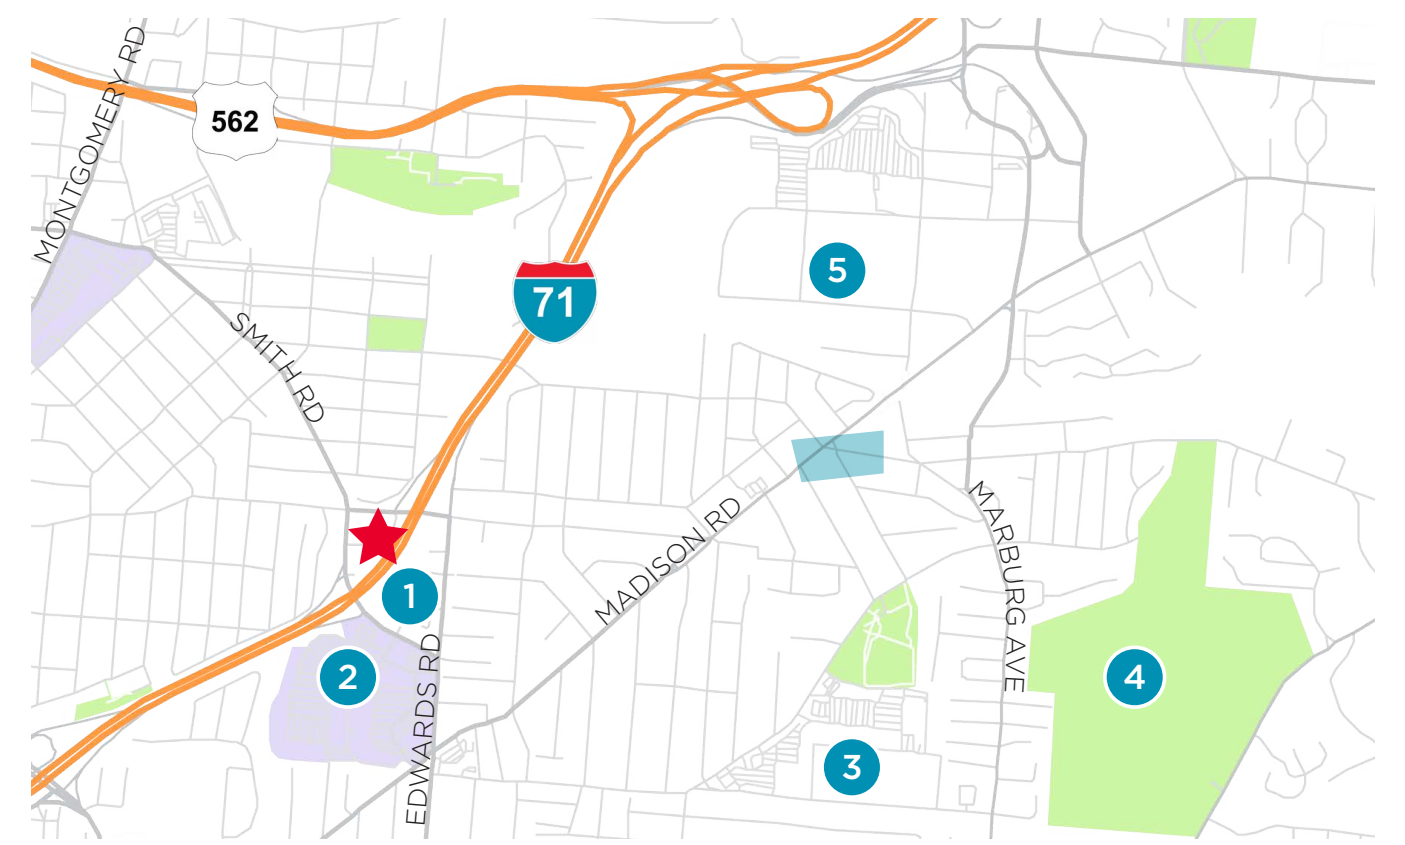 MONTGOMERY RD
562
5
71
SMITH RD
MADISON RD
MARBURG AVE
1
2
4
EDWARDS RD
3